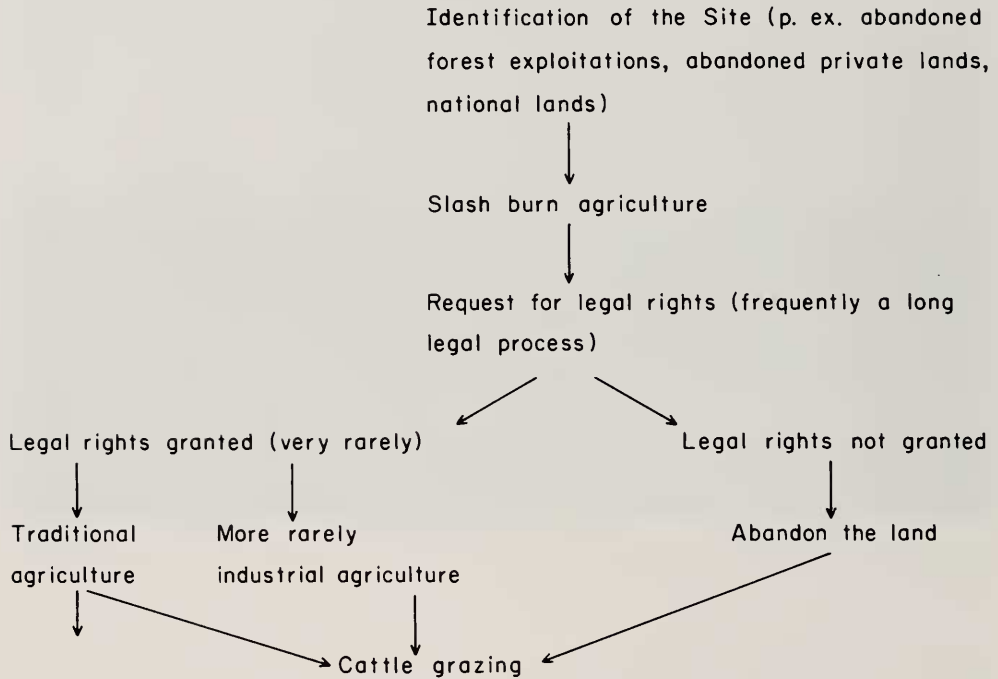 Identification of the Site (p. ex. abandoned
forest exploitations, abandoned private lands,
national lands)
Slash burn agriculture
Request for legal rights (frequently a long
legal process)
Legal rights granted (very rarely)
Legal rights not granted
Traditional
agriculture
More rarely
industrial agriculture
Abandon the land
Cattle grazing